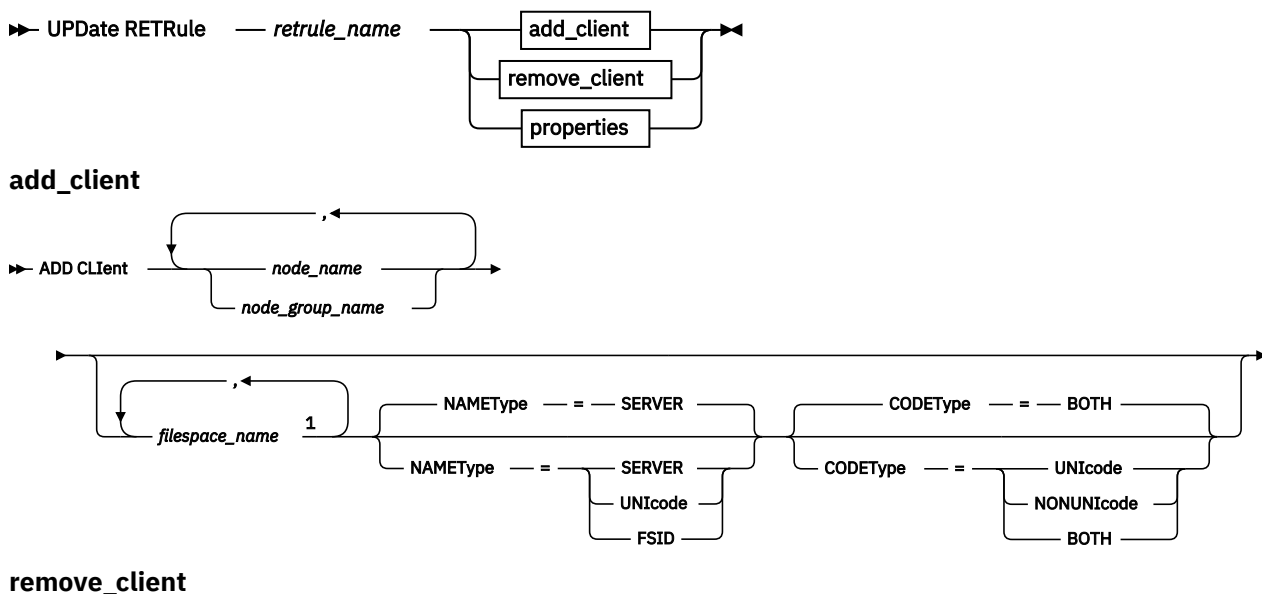 UPDate RETRule retrule_name add_client
remove_client
properties
add_client
,
ADD CLIent node_name
node_group_name
,
NAMEType = SERVER CODEType = BOTH
filespace_name 1
NAMEType = SERVER CODEType = UNIcode
UNIcode NONUNIcode
FSID BOTH
remove_client